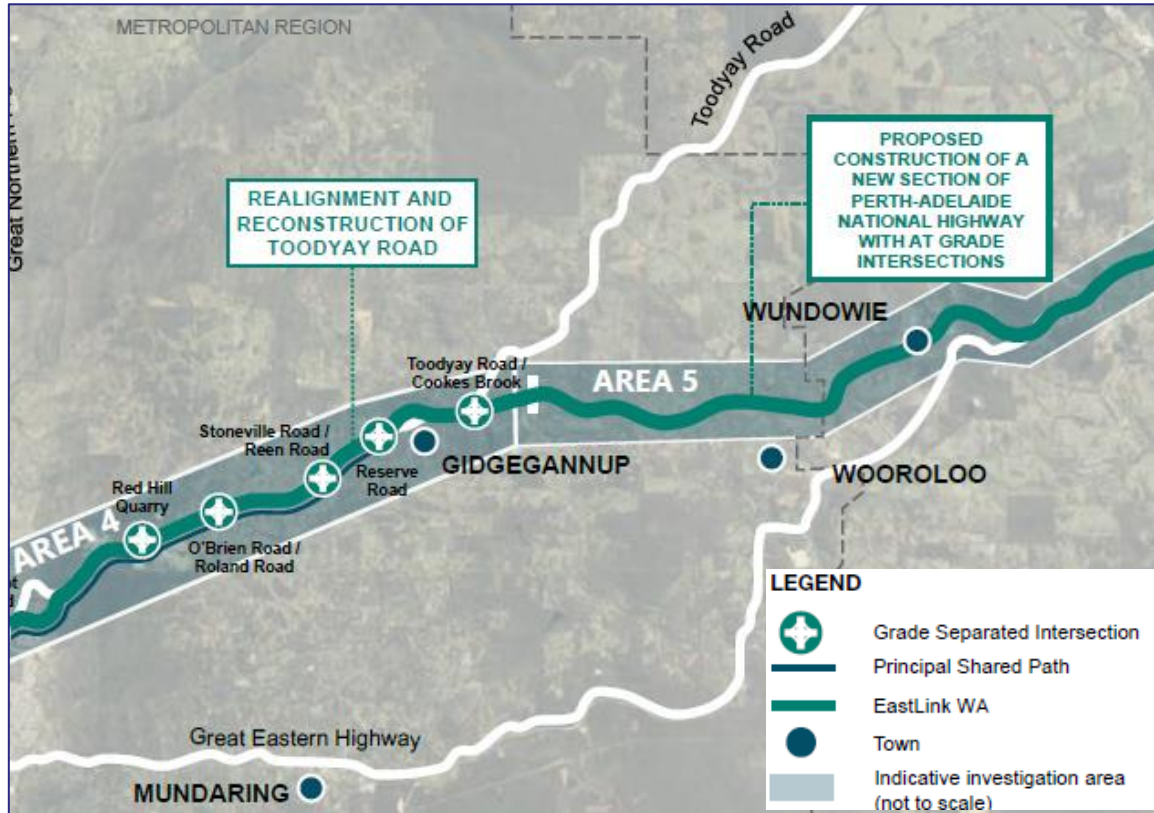 METROPOLITAN REGION
Great Northern
Toodyay Road
REALIGNMENT AND
RECONSTRUCTION OF
TOODYAY ROAD
PROPOSED
CONSTRUCTION OF A
NEW SECTION OF
PERTH-ADELAIDE
NATIONAL HIGHWAY
WITH AT GRADE
INTERSECTIONS
WUNDOWIE
Toodyay Road /
Cookes Brook
AREA 5
Stoneville Road /
Reen Road
GIDGEGANNUP
Reserve
Road
WOOROLOO
Red Hill
Quarry
AREA 4
O'Brien Road /
Roland Road
Great Eastern Highway
MUNDARING
LEGEND
Grade Separated Intersection
Principal Shared Path
EastLink WA
Town
Indicative investigation area
(not to scale)